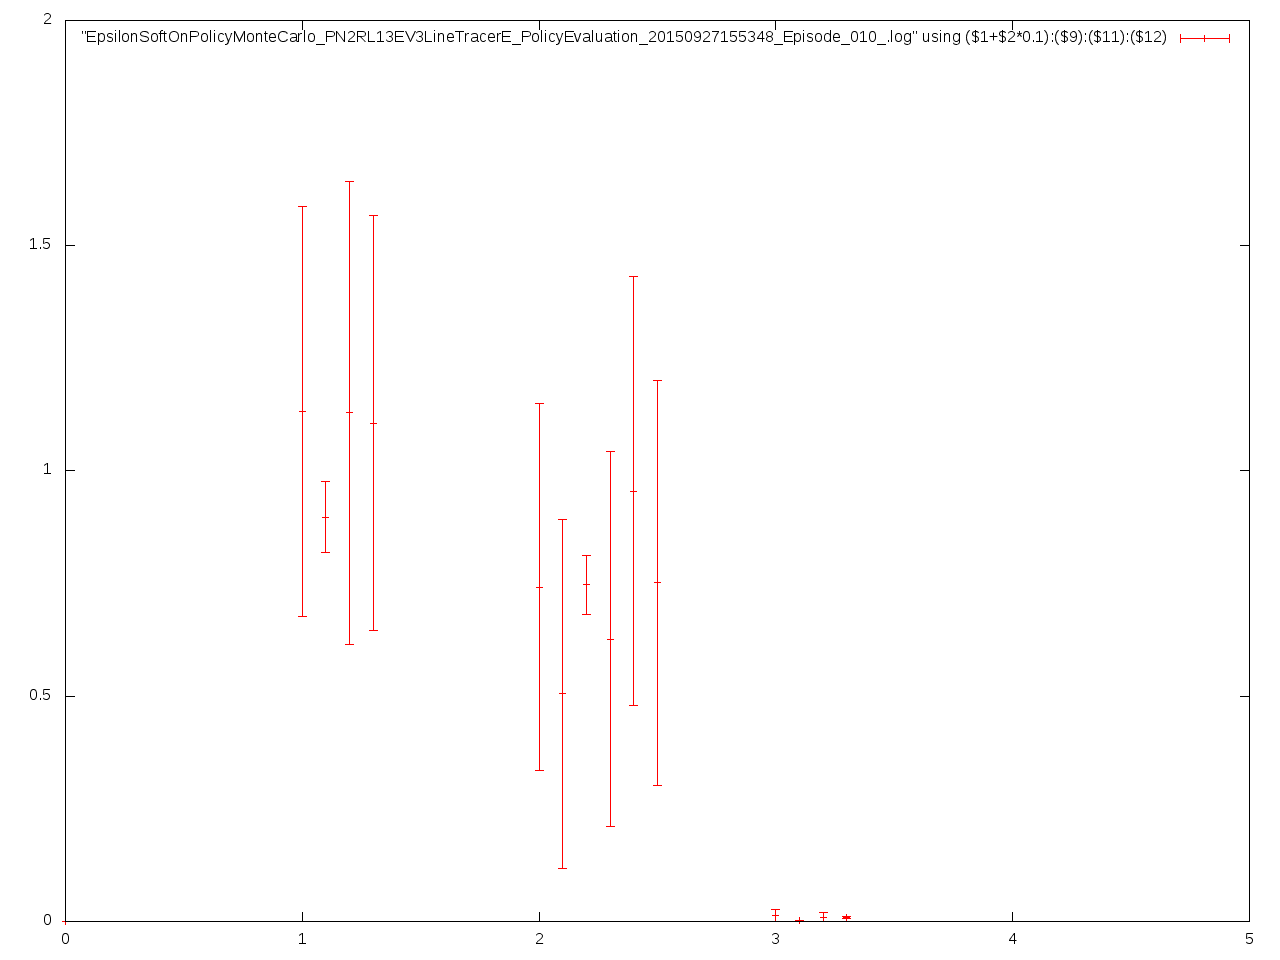 2
"EpsilonSoftOnPolicyMonteCarlo_PN2RL13EV3LineTracerE_PolicyEvaluation_20150927155348_Episode_010_.log" using ($1+$2*0.1):($9):($11):($12)
1.5
1
0.5
0
0 1 2 3 4 5